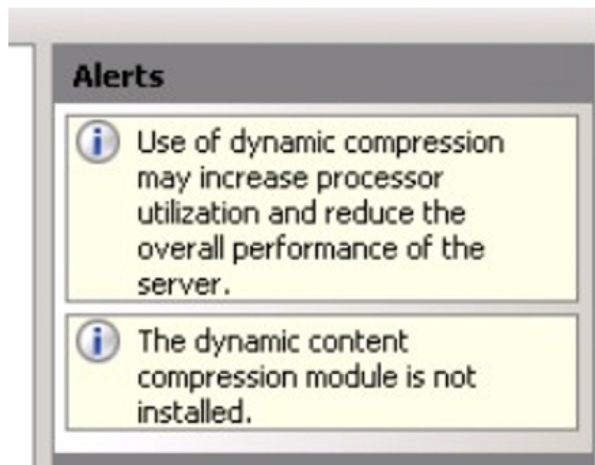 Alerts
Use of dynamic compression
may increase processor
utilization and reduce the
overall performance of the
server.
The dynamic content
compression module is not
installed.